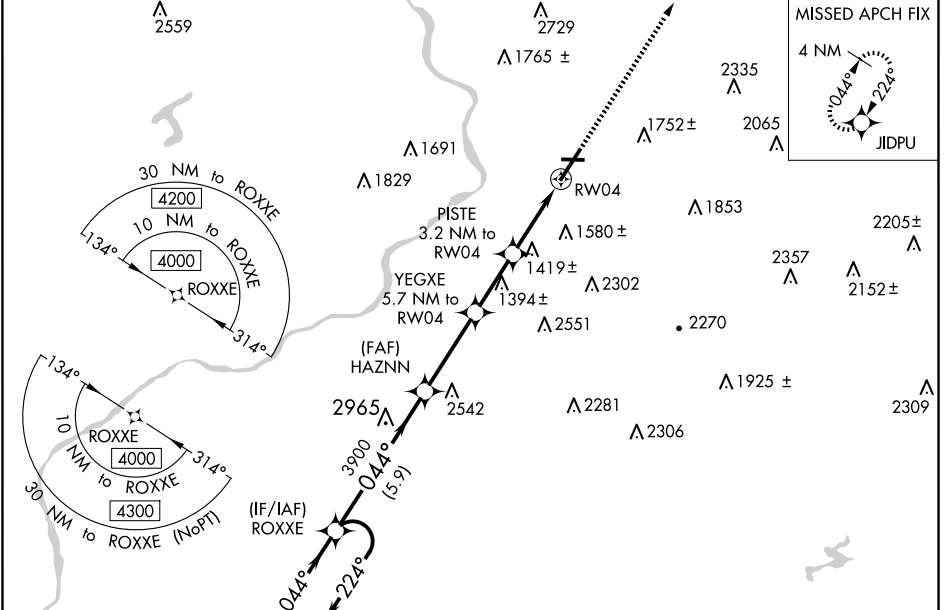 2559
2729
MISSED APCH FIX
4 NM
044°
224°
JIDPU
1765 ±
2335
1752 ±
2065
1691
1829
RW04
30 NM to ROXXE
4200
10 NM to ROXXE
4000
134°
ROXXE
314°
PISTE
3.2 NM to
RW04
1853
1580 ±
1419 ±
2205 ±
2357
2152 ±
YEGXE
5.7 NM to
RW04
1394 ±
2302
2551
2270
(FAF)
HAZNN
2542
2965
1925 ±
2281
2306
2309
134°
ROXXE
4000
314°
10 NM to ROXXE
4300
30 NM to ROXXE (NoPT)
3900
044°
(5.9)
(IF/IAF)
ROXXE
044°
224°